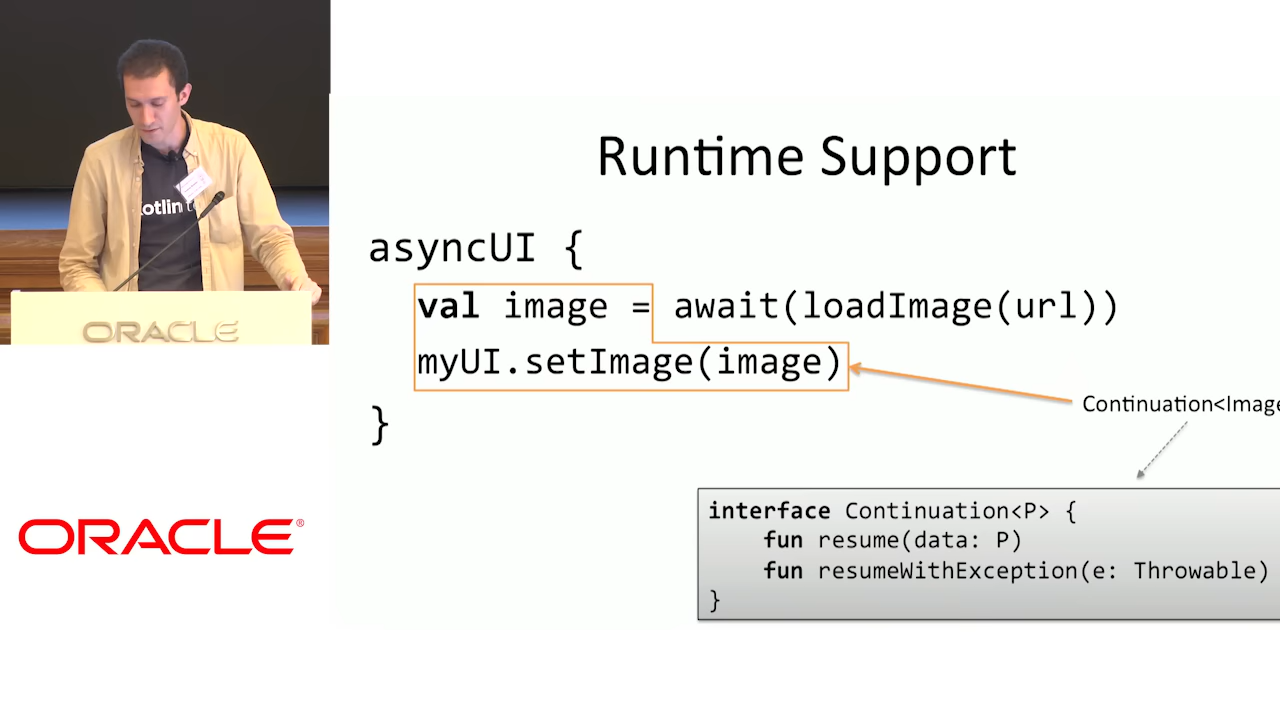 Runtime Support
asyncUI {
val image = await(loadImage(url))
myUI.setImage(image)
}
Continuation<Image
interface Continuation<P> {
fun resume(data: P)
fun resumeWithException(e: Throwable)
}
otlin
ORACLE
ORACLE®